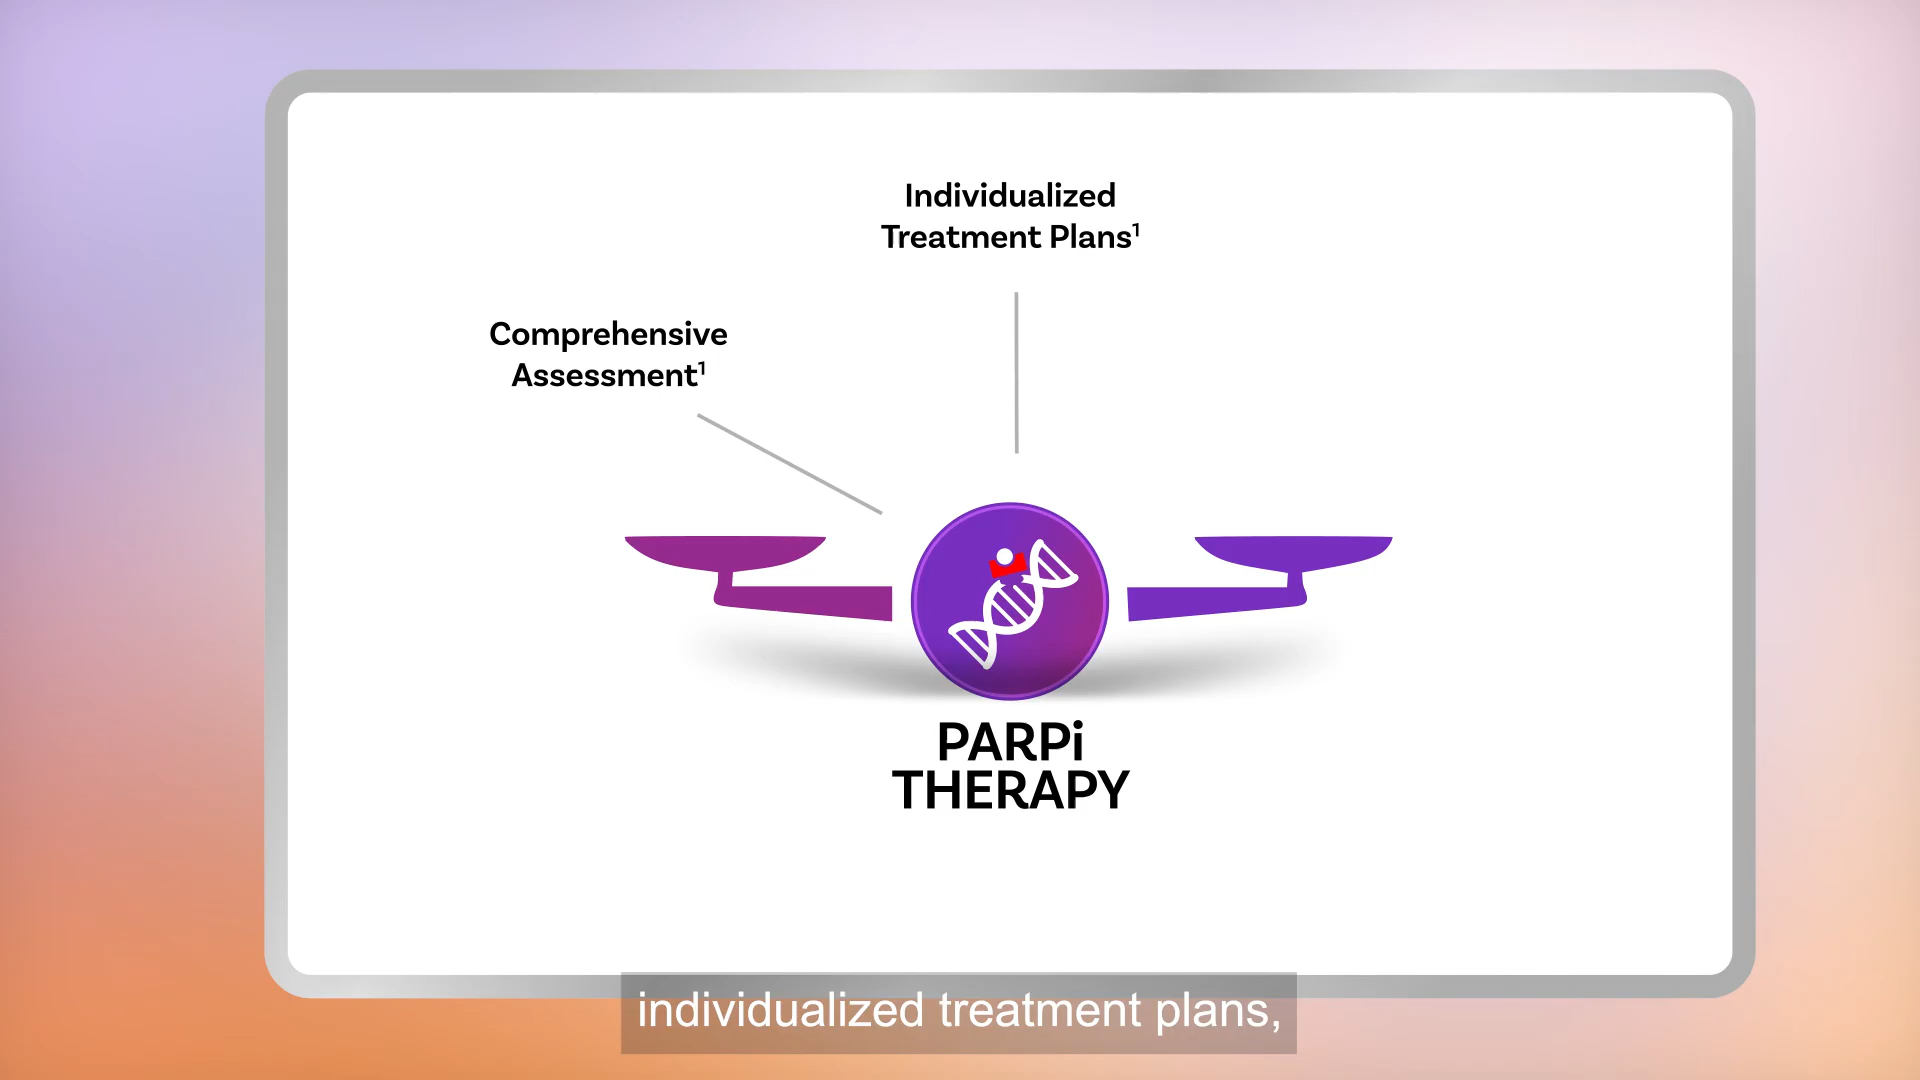 Individualized
Treatment Plans¹
Comprehensive
Assessment¹
PARPi
THERAPY
individualized treatment plans,